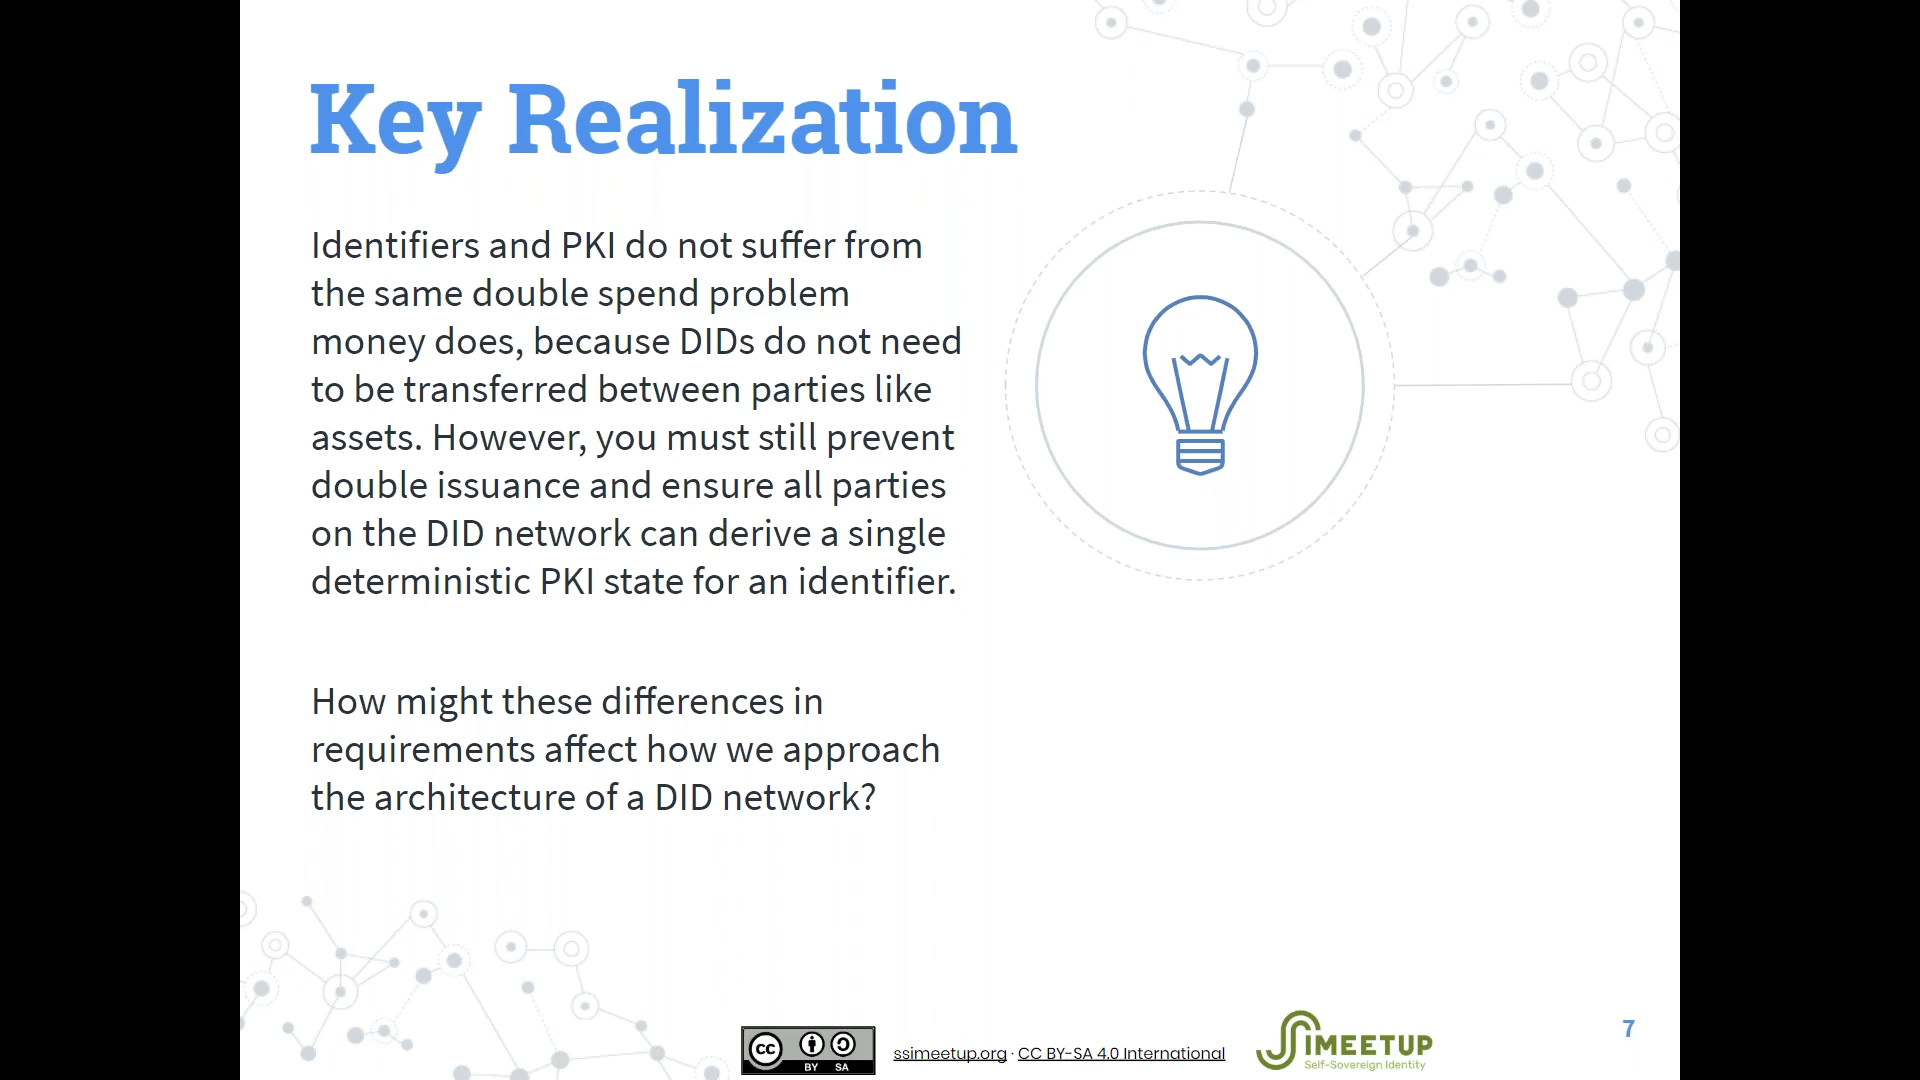 Key Realization
Identifiers and PKI do not suffer from
the same double spend problem
money does, because DIDs do not need
to be transferred between parties like
assets. However, you must still prevent
double issuance and ensure all parties
on the DID network can derive a single
deterministic PKI state for an identifier.
How might these differences in
requirements affect how we approach
the architecture of a DID network?
cc BY SA
ssimeetup.org · CC BY-SA 4.0 International
SSIMEETUP
Self-Sovereign Identity
7